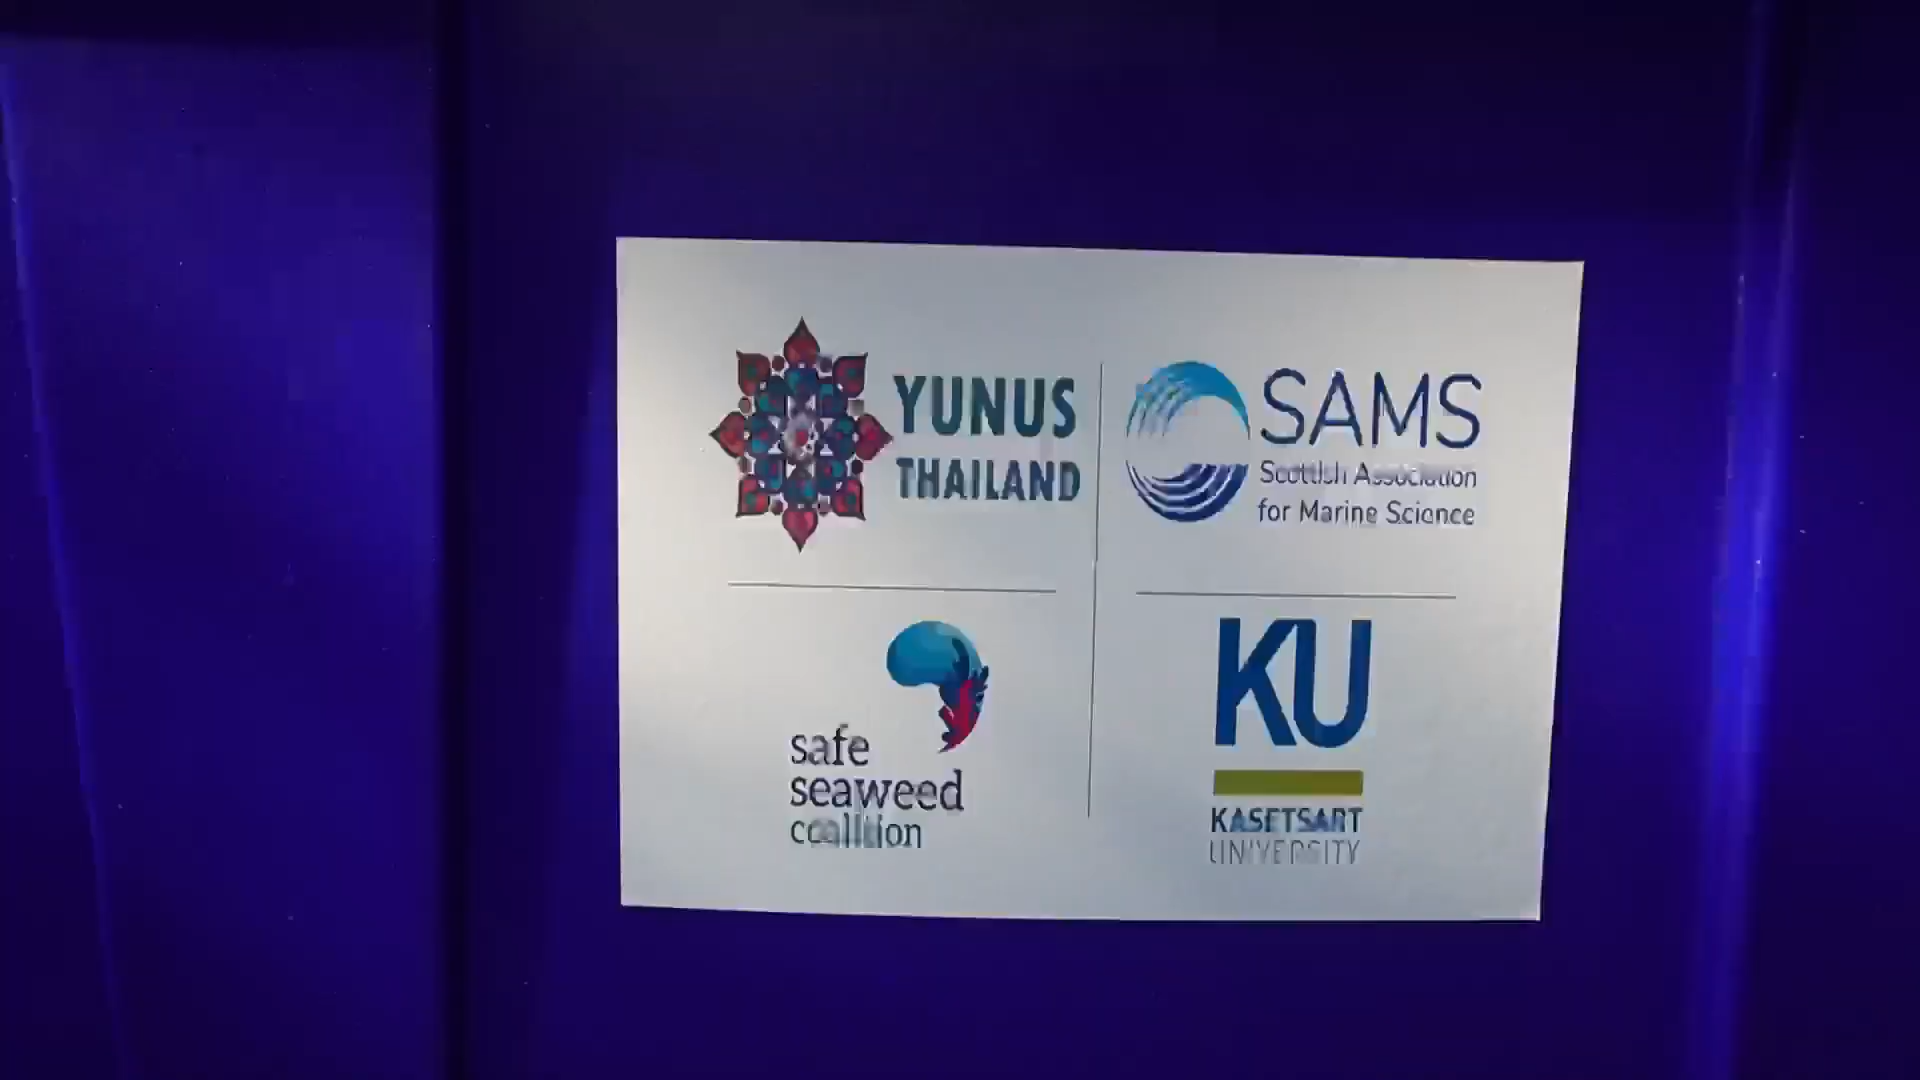 YUNUS
THAILAND
SAMS
Scottish Association
for Marine Science
safe
seaweed
coalition
KU
KASETSART
UNIVERSITY